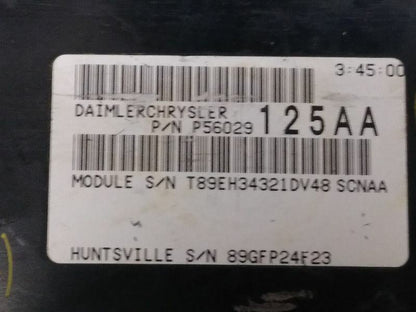 3:45:00
DAIMLERCHRYSLER
P/N P56029 125AA
MODULE S/N T89EH34321DV48 SCNAA
HUNTSVILLE S/N 89GFP24F23